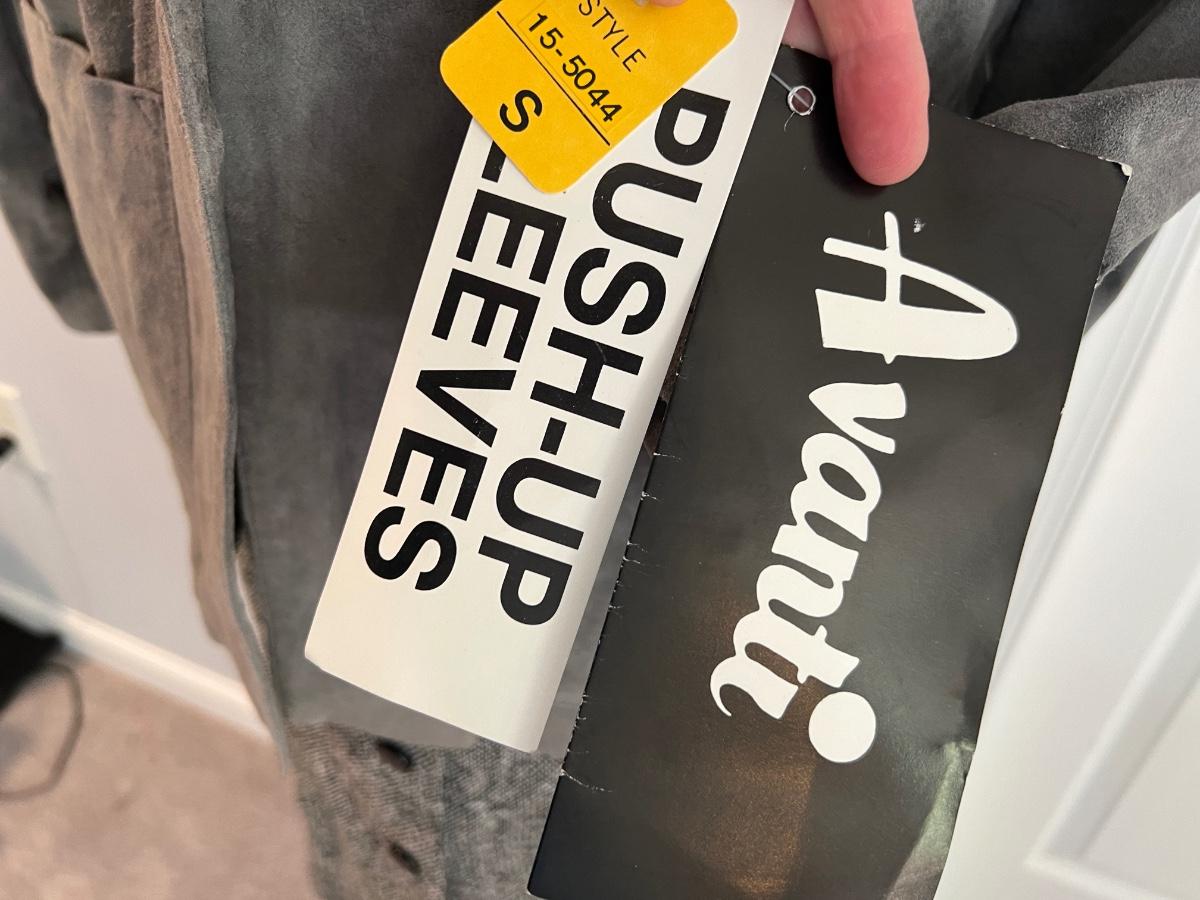 STYLE
15-5044
S
PUSH-UP
LEEVES
Avanti